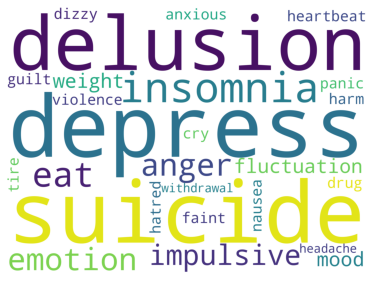 dizzy anxious heartbeat
delusion
guilt weight insomnia panic
violence harm
depress
cry
tire eat anger fluctuation
hatred withdrawal nausea drug
suicide
faint
emotion impulsive headache
mood